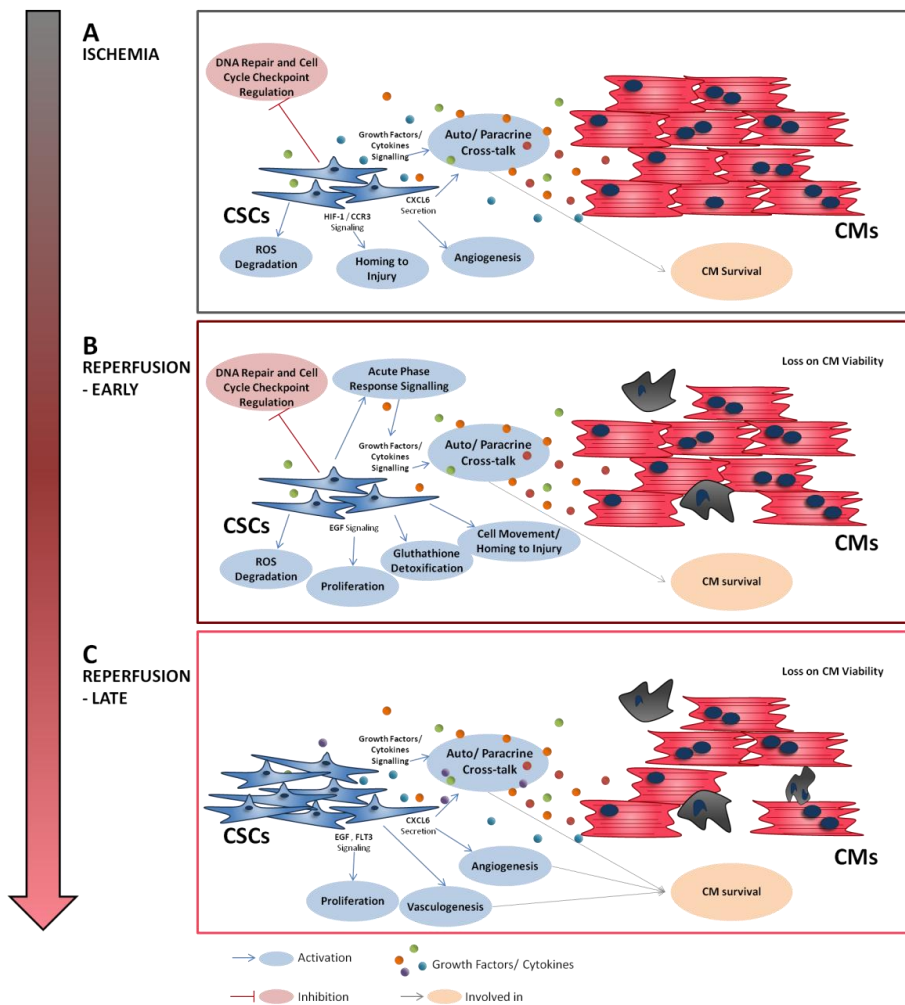 A
ISCHEMIA
DNA Repair and Cell
Cycle Checkpoint
Regulation
Growth Factors/
Cytokines
Signalling
Auto/ Paracrine
Cross-talk
CSCs
HIF-1 / CCR3
Signaling
CXCL6
Secretion
ROS
Degradation
Homing to
Injury
Angiogenesis
CMs
CM Survival
B
REPERFUSION
- EARLY
DNA Repair and Cell
Cycle Checkpoint
Regulation
Acute Phase
Response Signalling
Loss on CM Viability
Growth Factors/
Cytokines
Signalling
Auto/ Paracrine
Cross-talk
CSCs
EGF Signaling
ROS
Degradation
Proliferation
Gluthathione
Detoxification
Cell Movement/
Homing to Injury
CMs
CM survival
C
REPERFUSION
- LATE
Loss on CM Viability
Growth Factors/
Cytokines
Signalling
Auto/ Paracrine
Cross-talk
CSCs
EGF , FLT3
Signaling
CXCL6
Secretion
Proliferation
Vasculogenesis
Angiogenesis
CMs
CM survival
Activation
Growth Factors/ Cytokines
Inhibition
Involved in